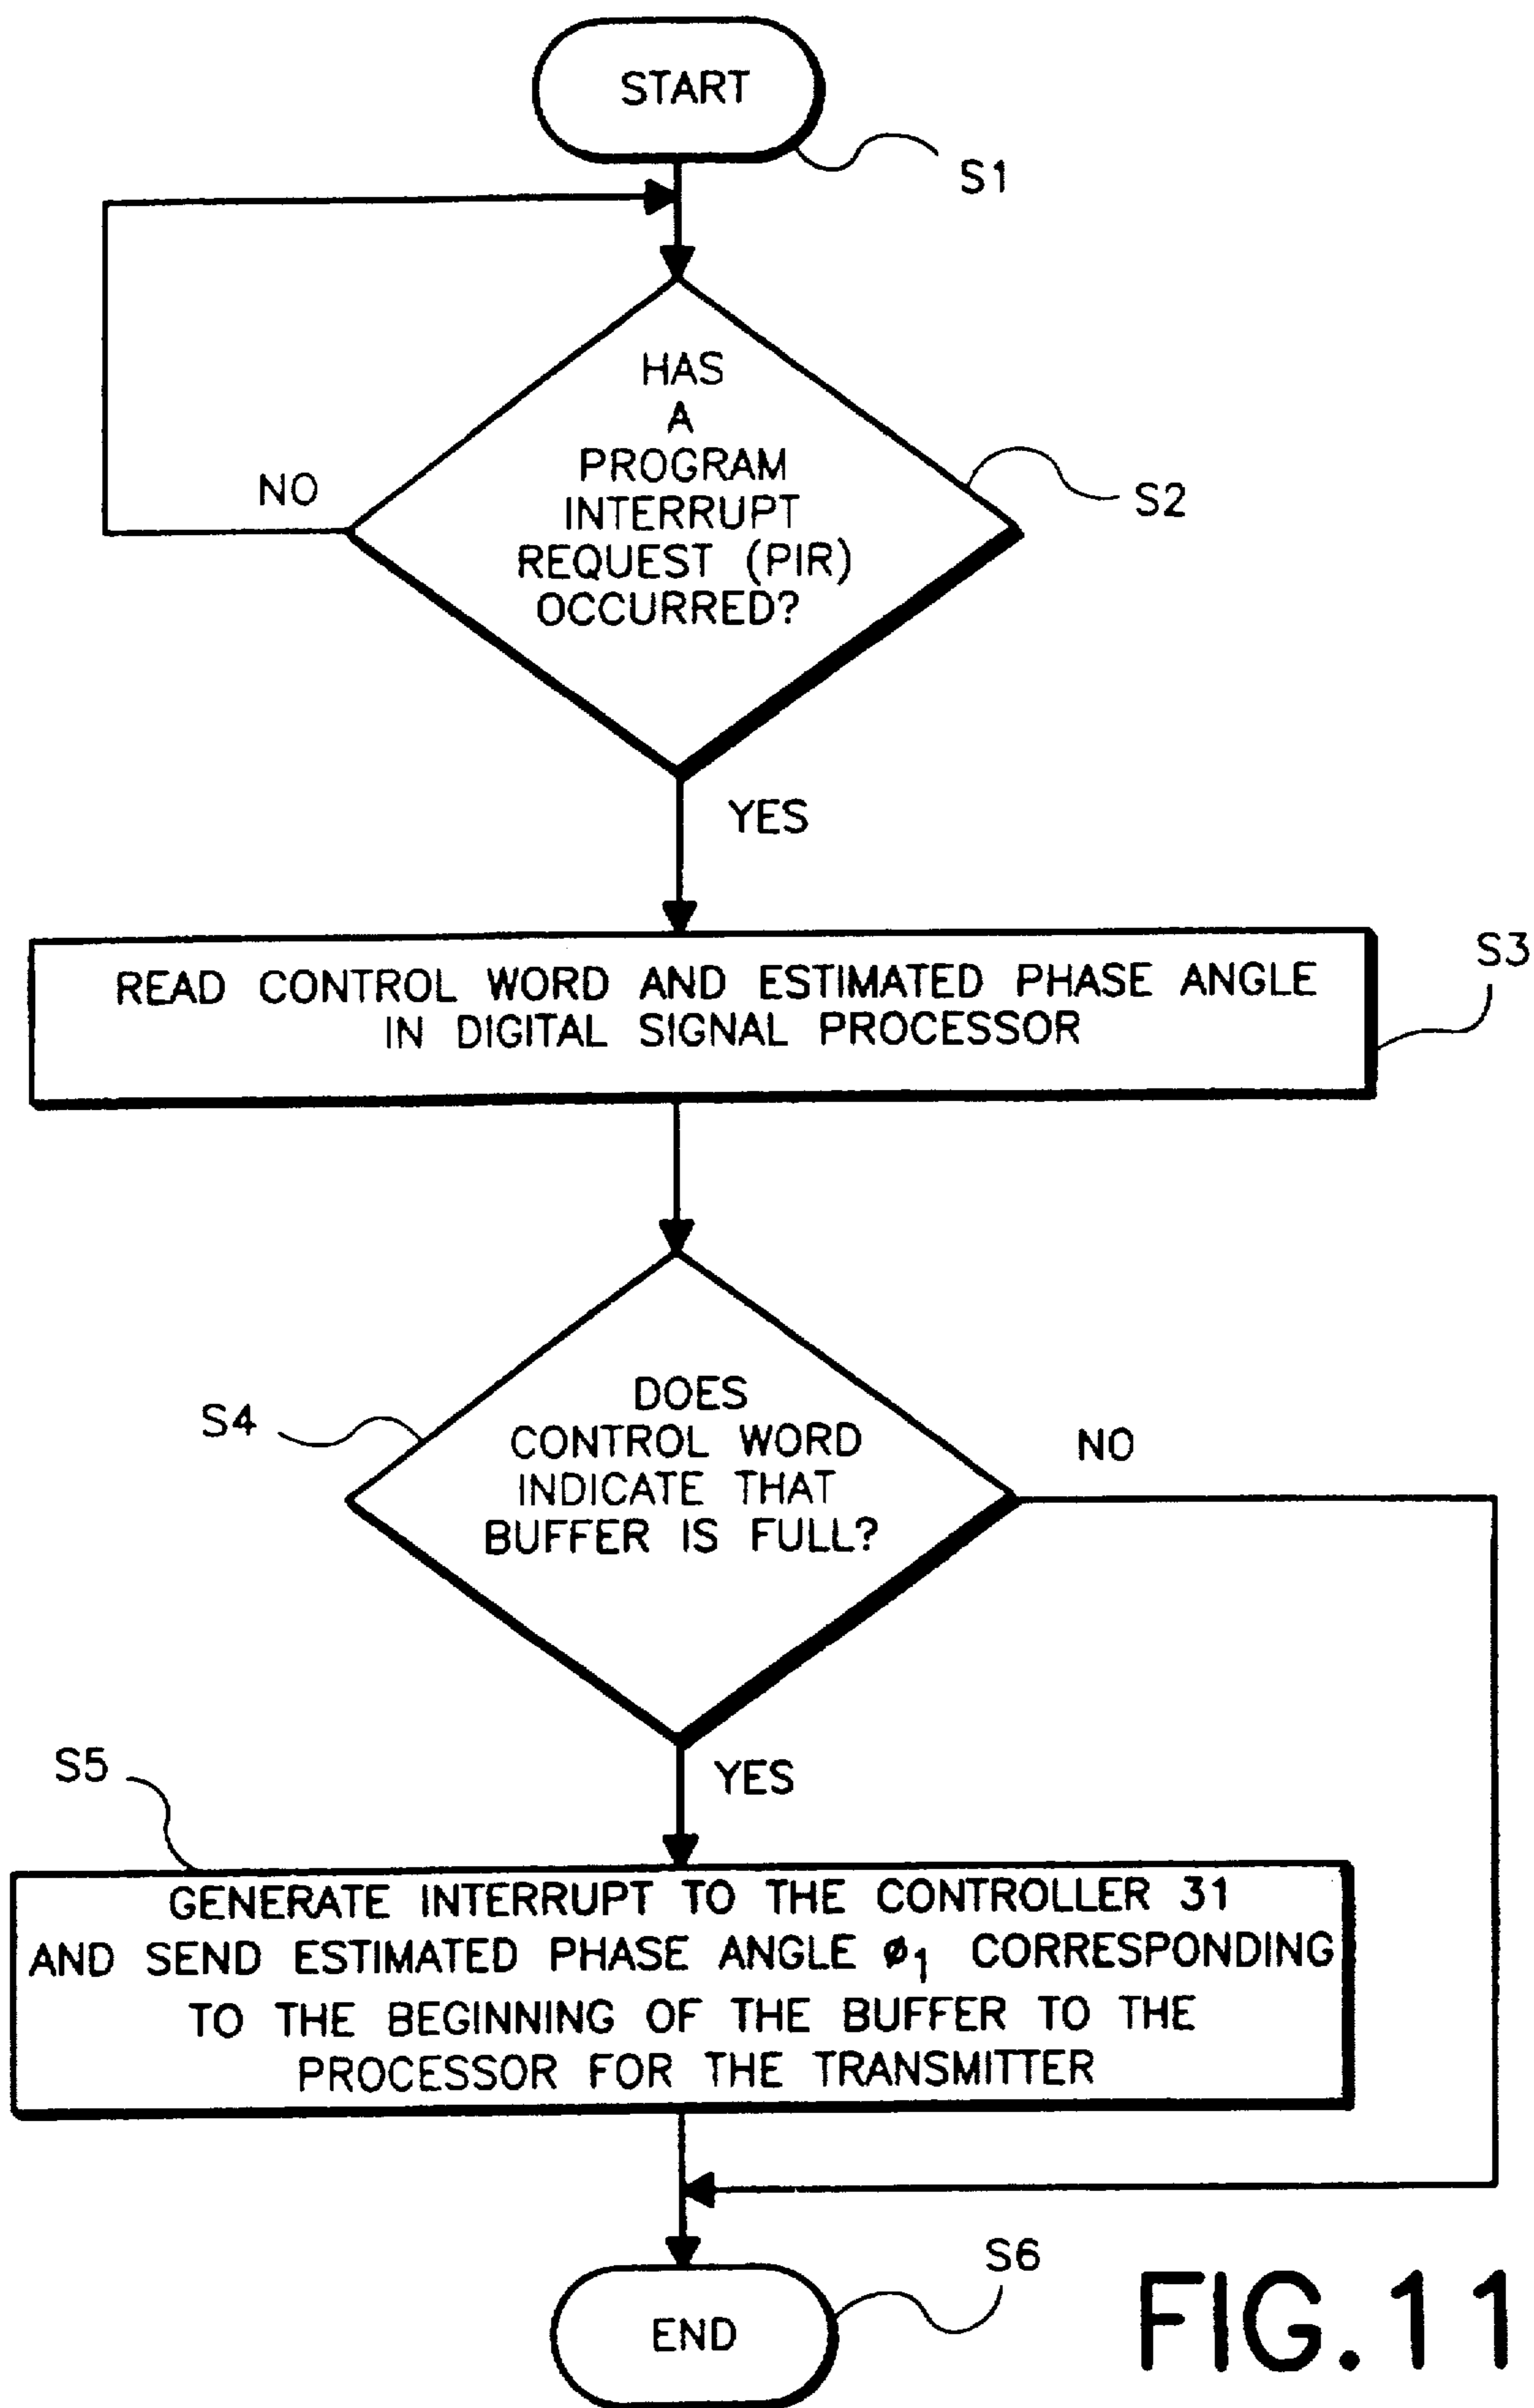 START
S1
HAS
A
PROGRAM
INTERRUPT
REQUEST (PIR)
OCCURRED?
NO
S2
YES
READ CONTROL WORD AND ESTIMATED PHASE ANGLE
IN DIGITAL SIGNAL PROCESSOR
S3
DOES
CONTROL WORD
INDICATE THAT
BUFFER IS FULL?
S4
NO
YES
S5
GENERATE INTERRUPT TO THE CONTROLLER 31
AND SEND ESTIMATED PHASE ANGLE ø1 CORRESPONDING
TO THE BEGINNING OF THE BUFFER TO THE
PROCESSOR FOR THE TRANSMITTER
S6
END
FIG.11